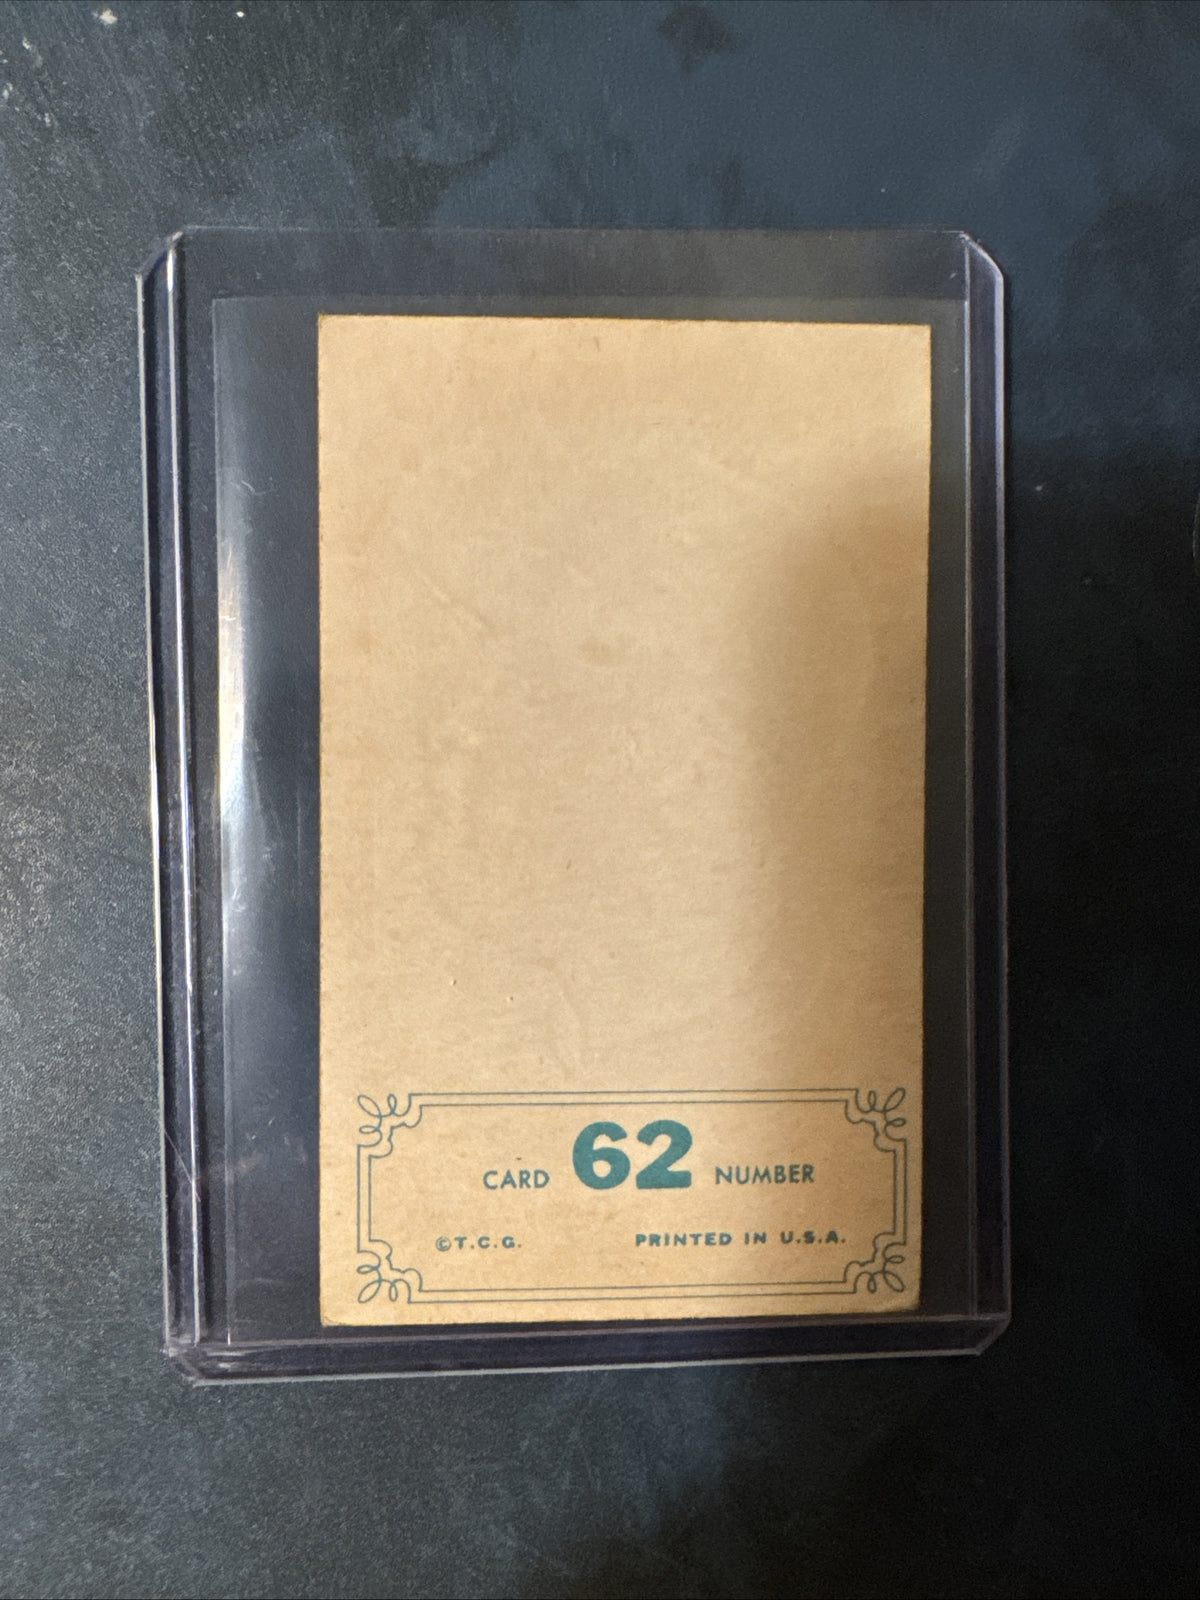 CARD 62 NUMBER
©T.C.G. PRINTED IN U.S.A.